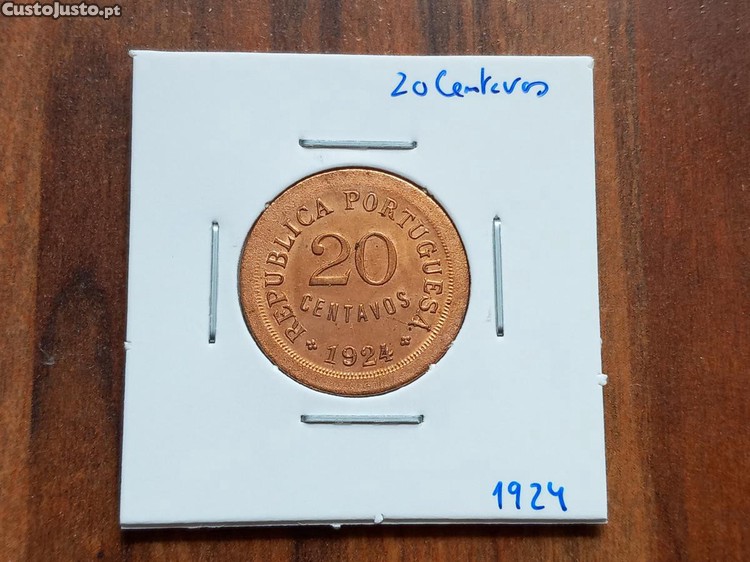 CustoJusto.pt
20 Centavos
REPUBLICA PORTUGUESA
20
CENTAVOS
1924
1924